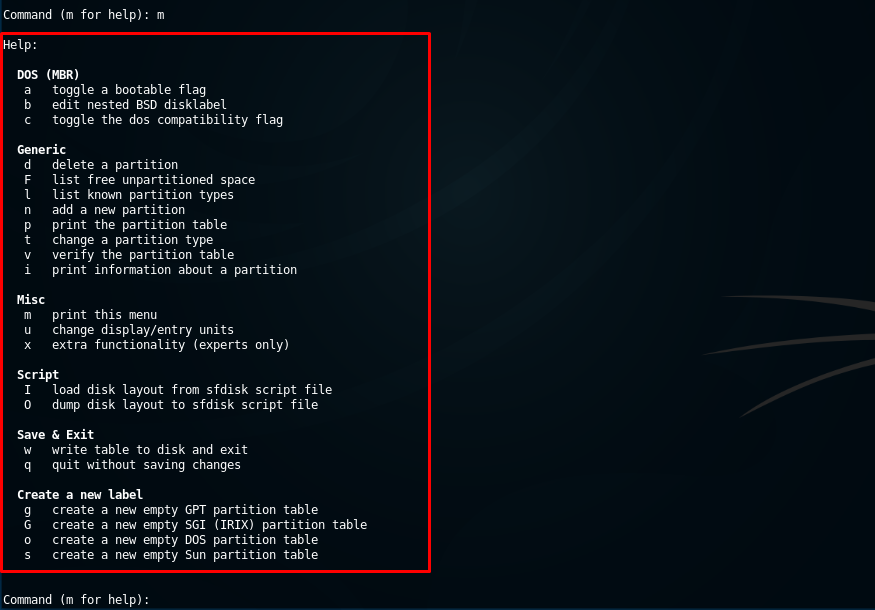 Command (m for help): m
Help:
DOS (MBR)
a   toggle a bootable flag
b   edit nested BSD disklabel
c   toggle the dos compatibility flag
Generic
d   delete a partition
F   list free unpartitioned space
l   list known partition types
n   add a new partition
p   print the partition table
t   change a partition type
v   verify the partition table
i   print information about a partition
Misc
m   print this menu
u   change display/entry units
x   extra functionality (experts only)
Script
I   load disk layout from sfdisk script file
O   dump disk layout to sfdisk script file
Save & Exit
w   write table to disk and exit
q   quit without saving changes
Create a new label
g   create a new empty GPT partition table
G   create a new empty SGI (IRIX) partition table
o   create a new empty DOS partition table
s   create a new empty Sun partition table
Command (m for help):